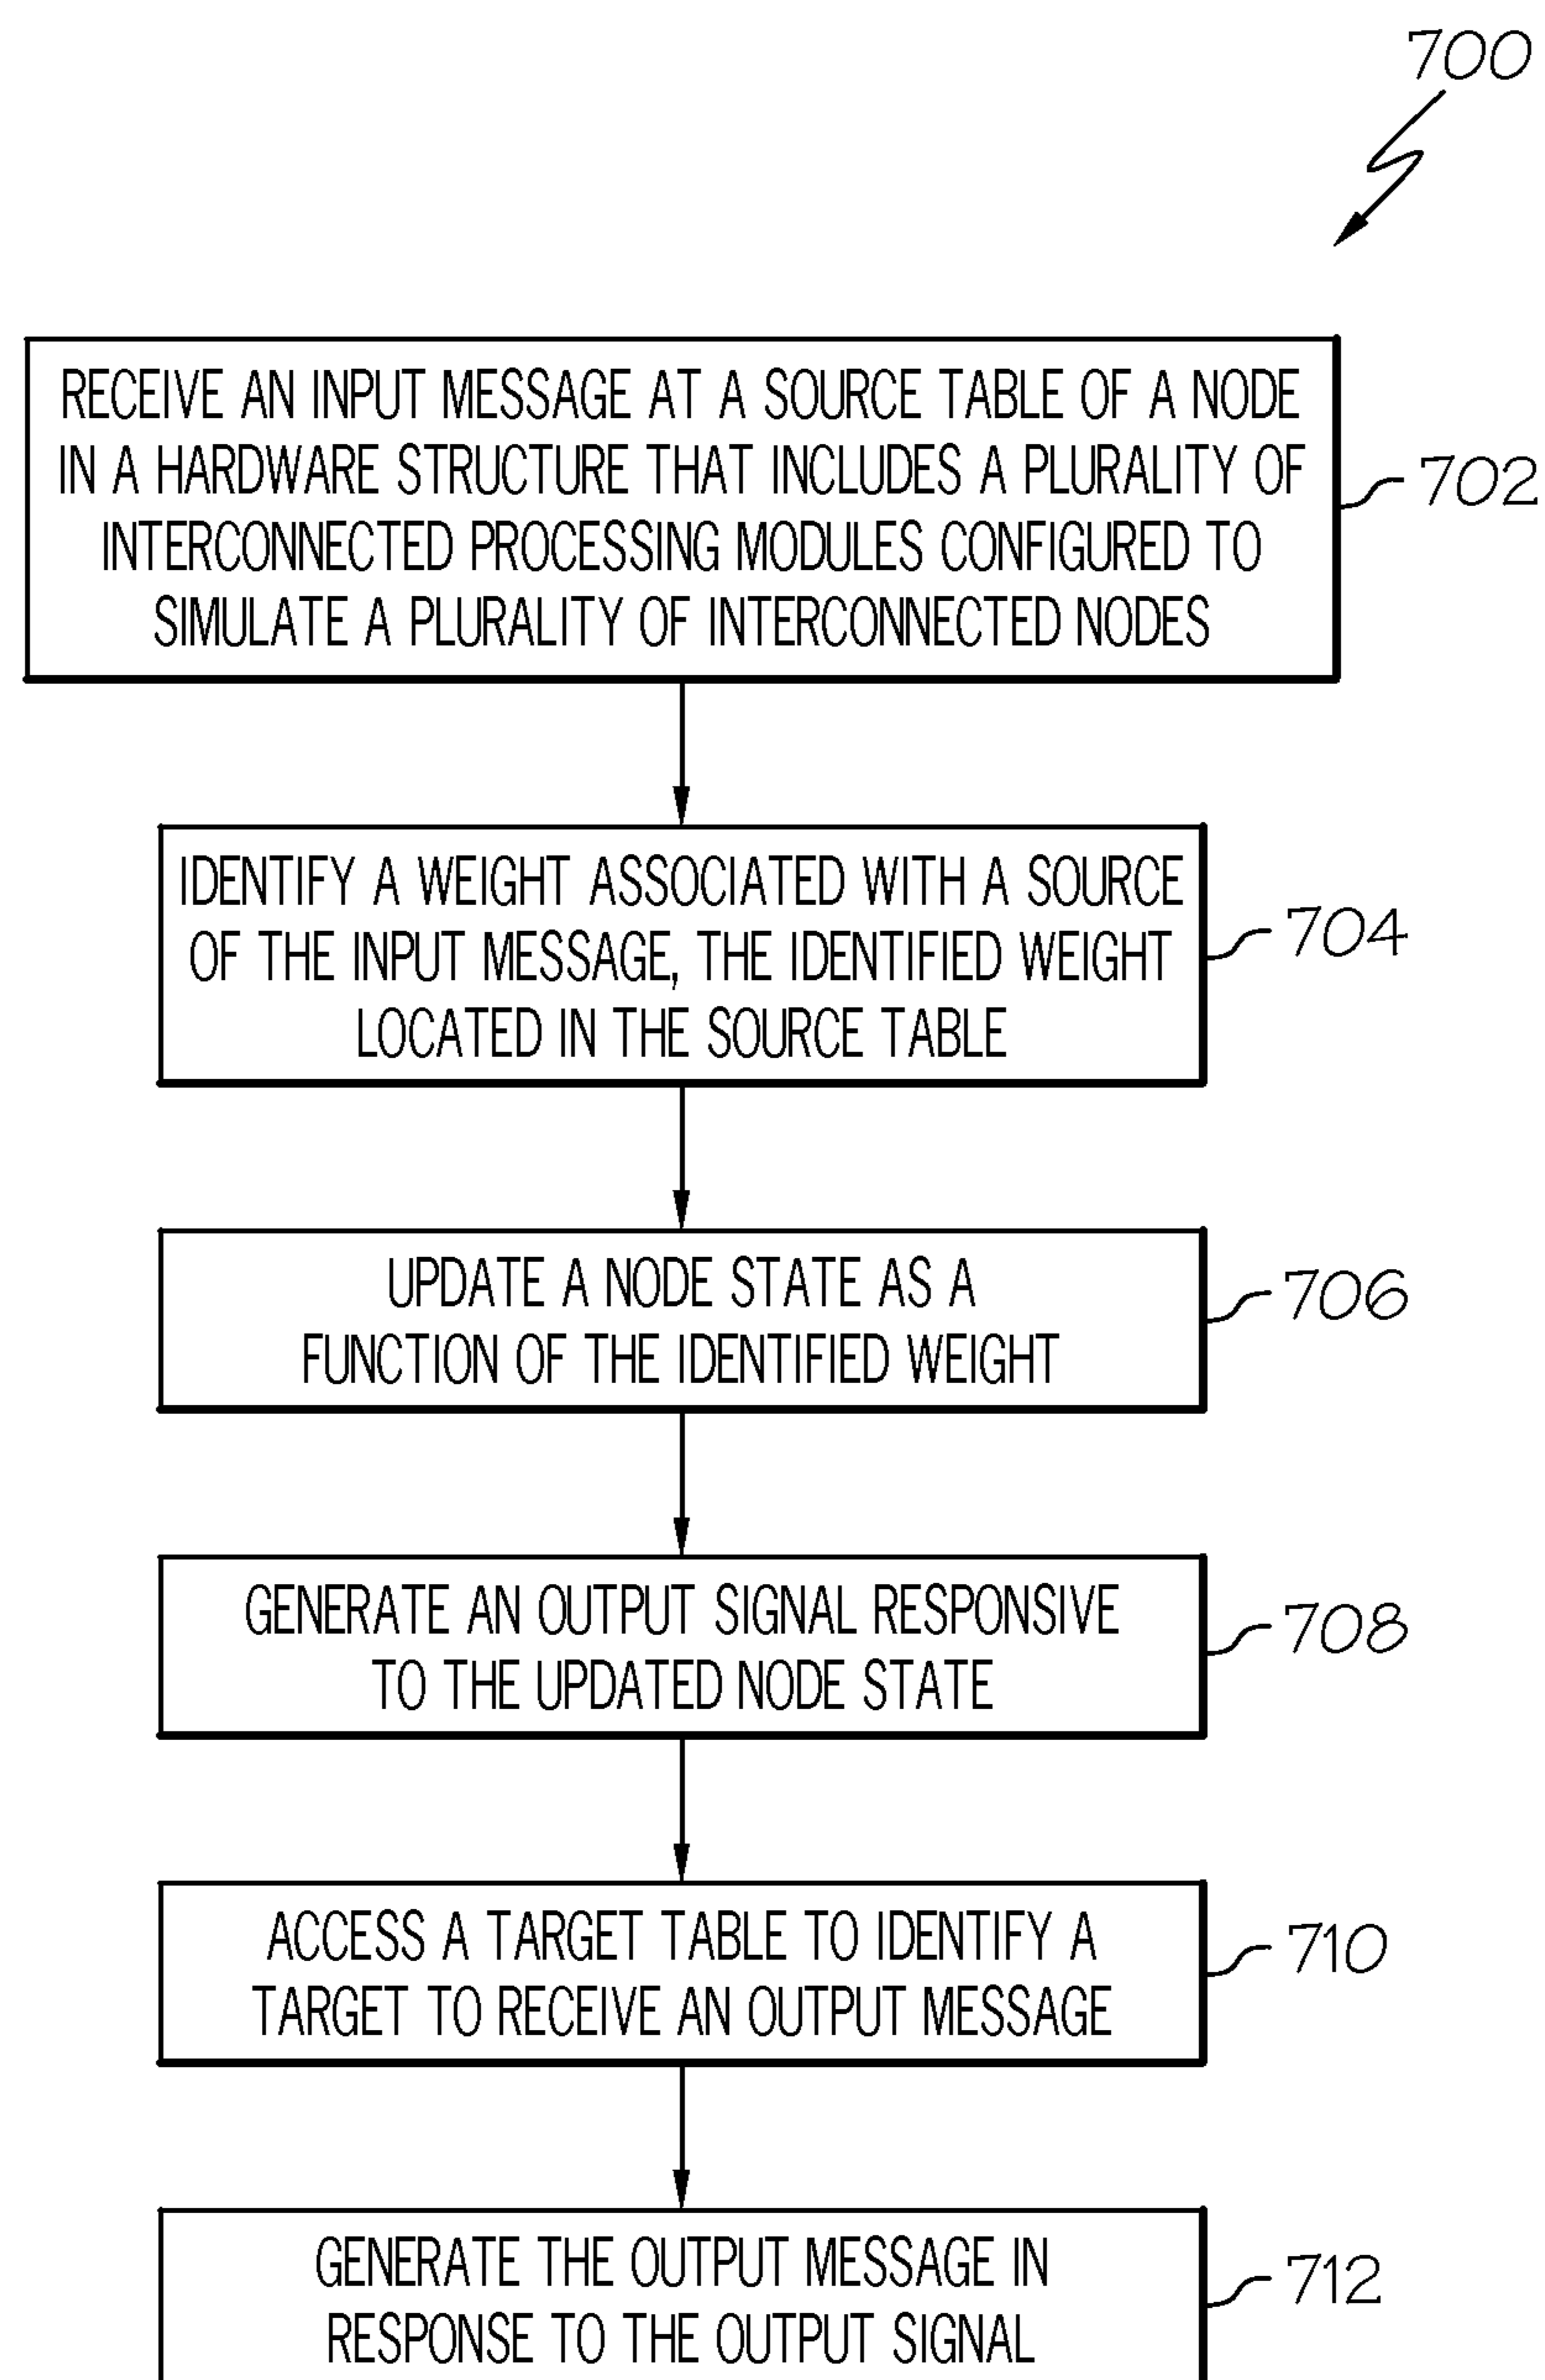 700
RECEIVE AN INPUT MESSAGE AT A SOURCE TABLE OF A NODE
IN A HARDWARE STRUCTURE THAT INCLUDES A PLURALITY OF
INTERCONNECTED PROCESSING MODULES CONFIGURED TO
SIMULATE A PLURALITY OF INTERCONNECTED NODES
702
IDENTIFY A WEIGHT ASSOCIATED WITH A SOURCE
OF THE INPUT MESSAGE, THE IDENTIFIED WEIGHT
LOCATED IN THE SOURCE TABLE
704
UPDATE A NODE STATE AS A
FUNCTION OF THE IDENTIFIED WEIGHT
706
GENERATE AN OUTPUT SIGNAL RESPONSIVE
TO THE UPDATED NODE STATE
708
ACCESS A TARGET TABLE TO IDENTIFY A
TARGET TO RECEIVE AN OUTPUT MESSAGE
710
GENERATE THE OUTPUT MESSAGE IN
RESPONSE TO THE OUTPUT SIGNAL
712